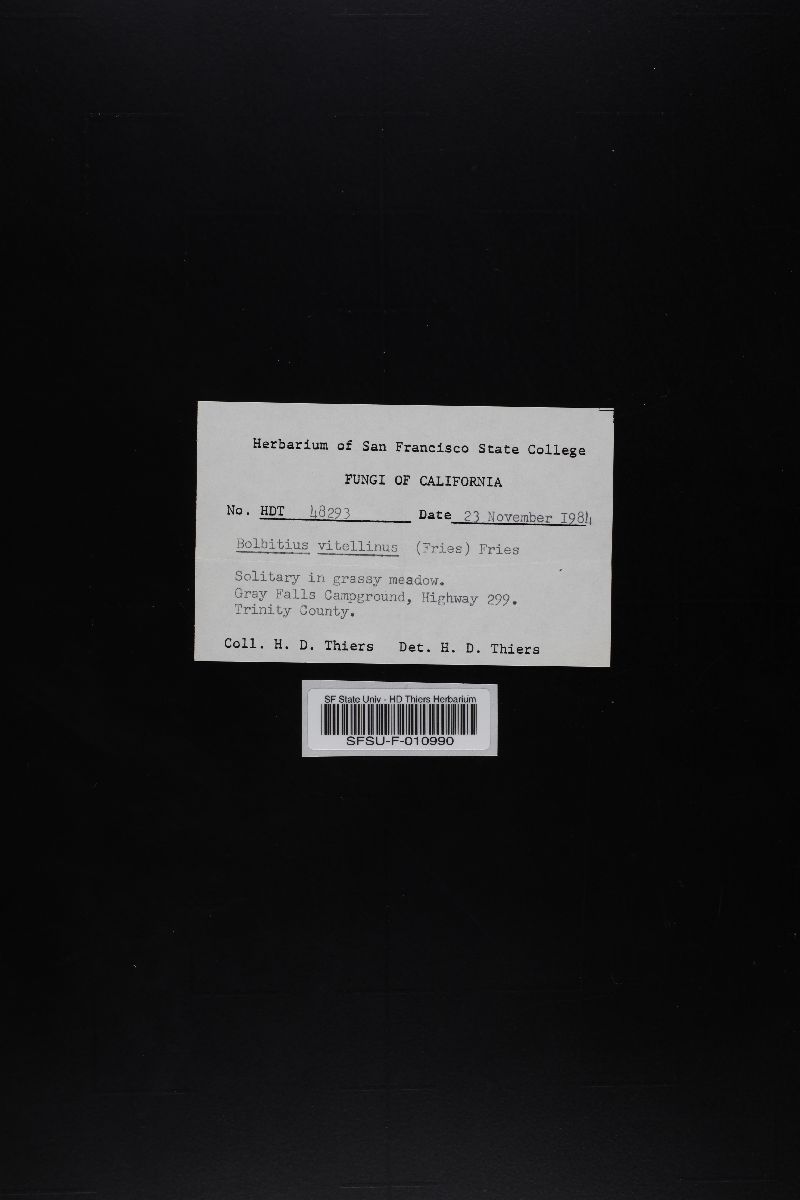 Herbarium of San Francisco State College
FUNGI OF CALIFORNIA
No. HDT 48293 Date 23 November 1984
Bolbitius vitellinus (Fries) Fries
Solitary in grassy meadow.
Gray Falls Campground, Highway 299.
Trinity County.
Coll. H. D. Thiers Det. H. D. Thiers
SF State Univ - HD Thiers Herbarium
SFSU-F-010990